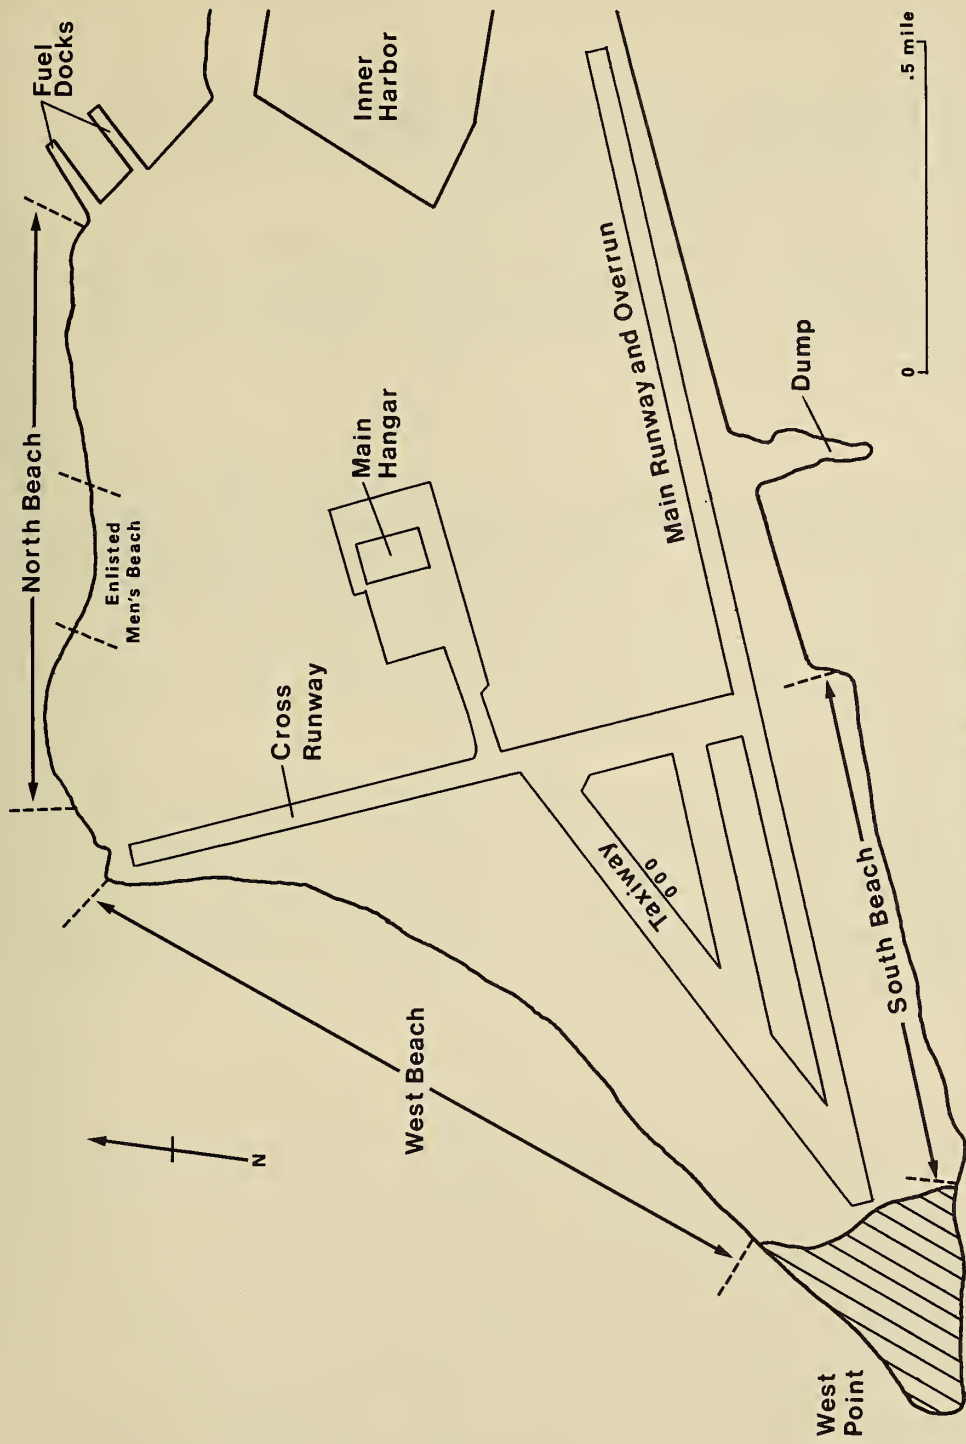 Fuel
Docks
North Beach
Inner
Harbor
Enlisted
Men's Beach
Main
Hangar
Cross
Runway
Main Runway and Overrun
Taxiway
000
Dump
0
.5 mile
West Beach
South Beach
N
West
Point